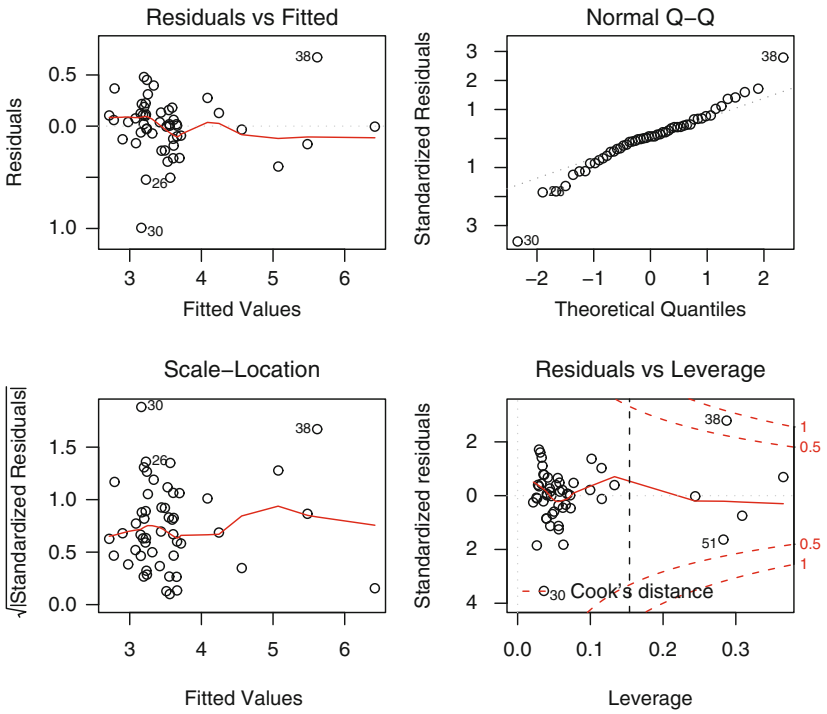 Residuals vs Fitted
Residuals
0.5
0.0
1.0
38
26
30
3 4 5 6
Fitted Values
Normal Q−Q
Standardized Residuals
3
2
1
1
3
38
30
−2 −1 0 1 2
Theoretical Quantiles
Scale−Location
√|Standardized Residuals|
1.5
1.0
0.5
0.0
30
26
38
3 4 5 6
Fitted Values
Residuals vs Leverage
Standardized residuals
2
0
2
4
38
51
30
Cook's distance
1
0.5
0.5
1
0.0 0.1 0.2 0.3
Leverage